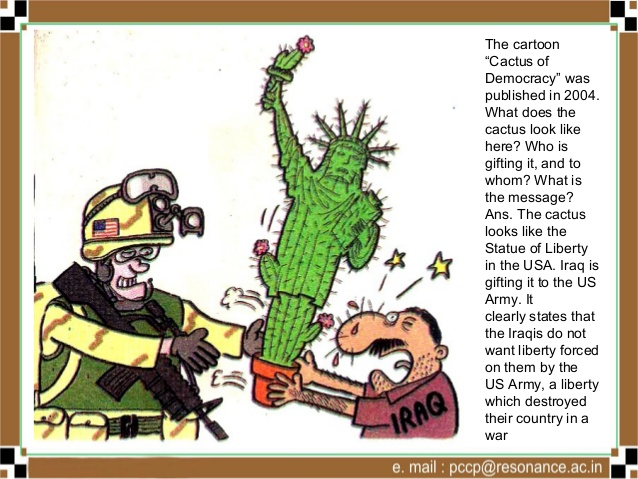 The cartoon
“Cactus of
Democracy” was
published in 2004.
What does the
cactus look like
here? Who is
gifting it, and to
whom? What is
the message?
Ans. The cactus
looks like the
Statue of Liberty
in the USA. Iraq is
gifting it to the US
Army. It
clearly states that
the Iraqis do not
want liberty forced
on them by the
US Army, a liberty
which destroyed
their country in a
war
IRAQ
e. mail : pccp@resonance.ac.in